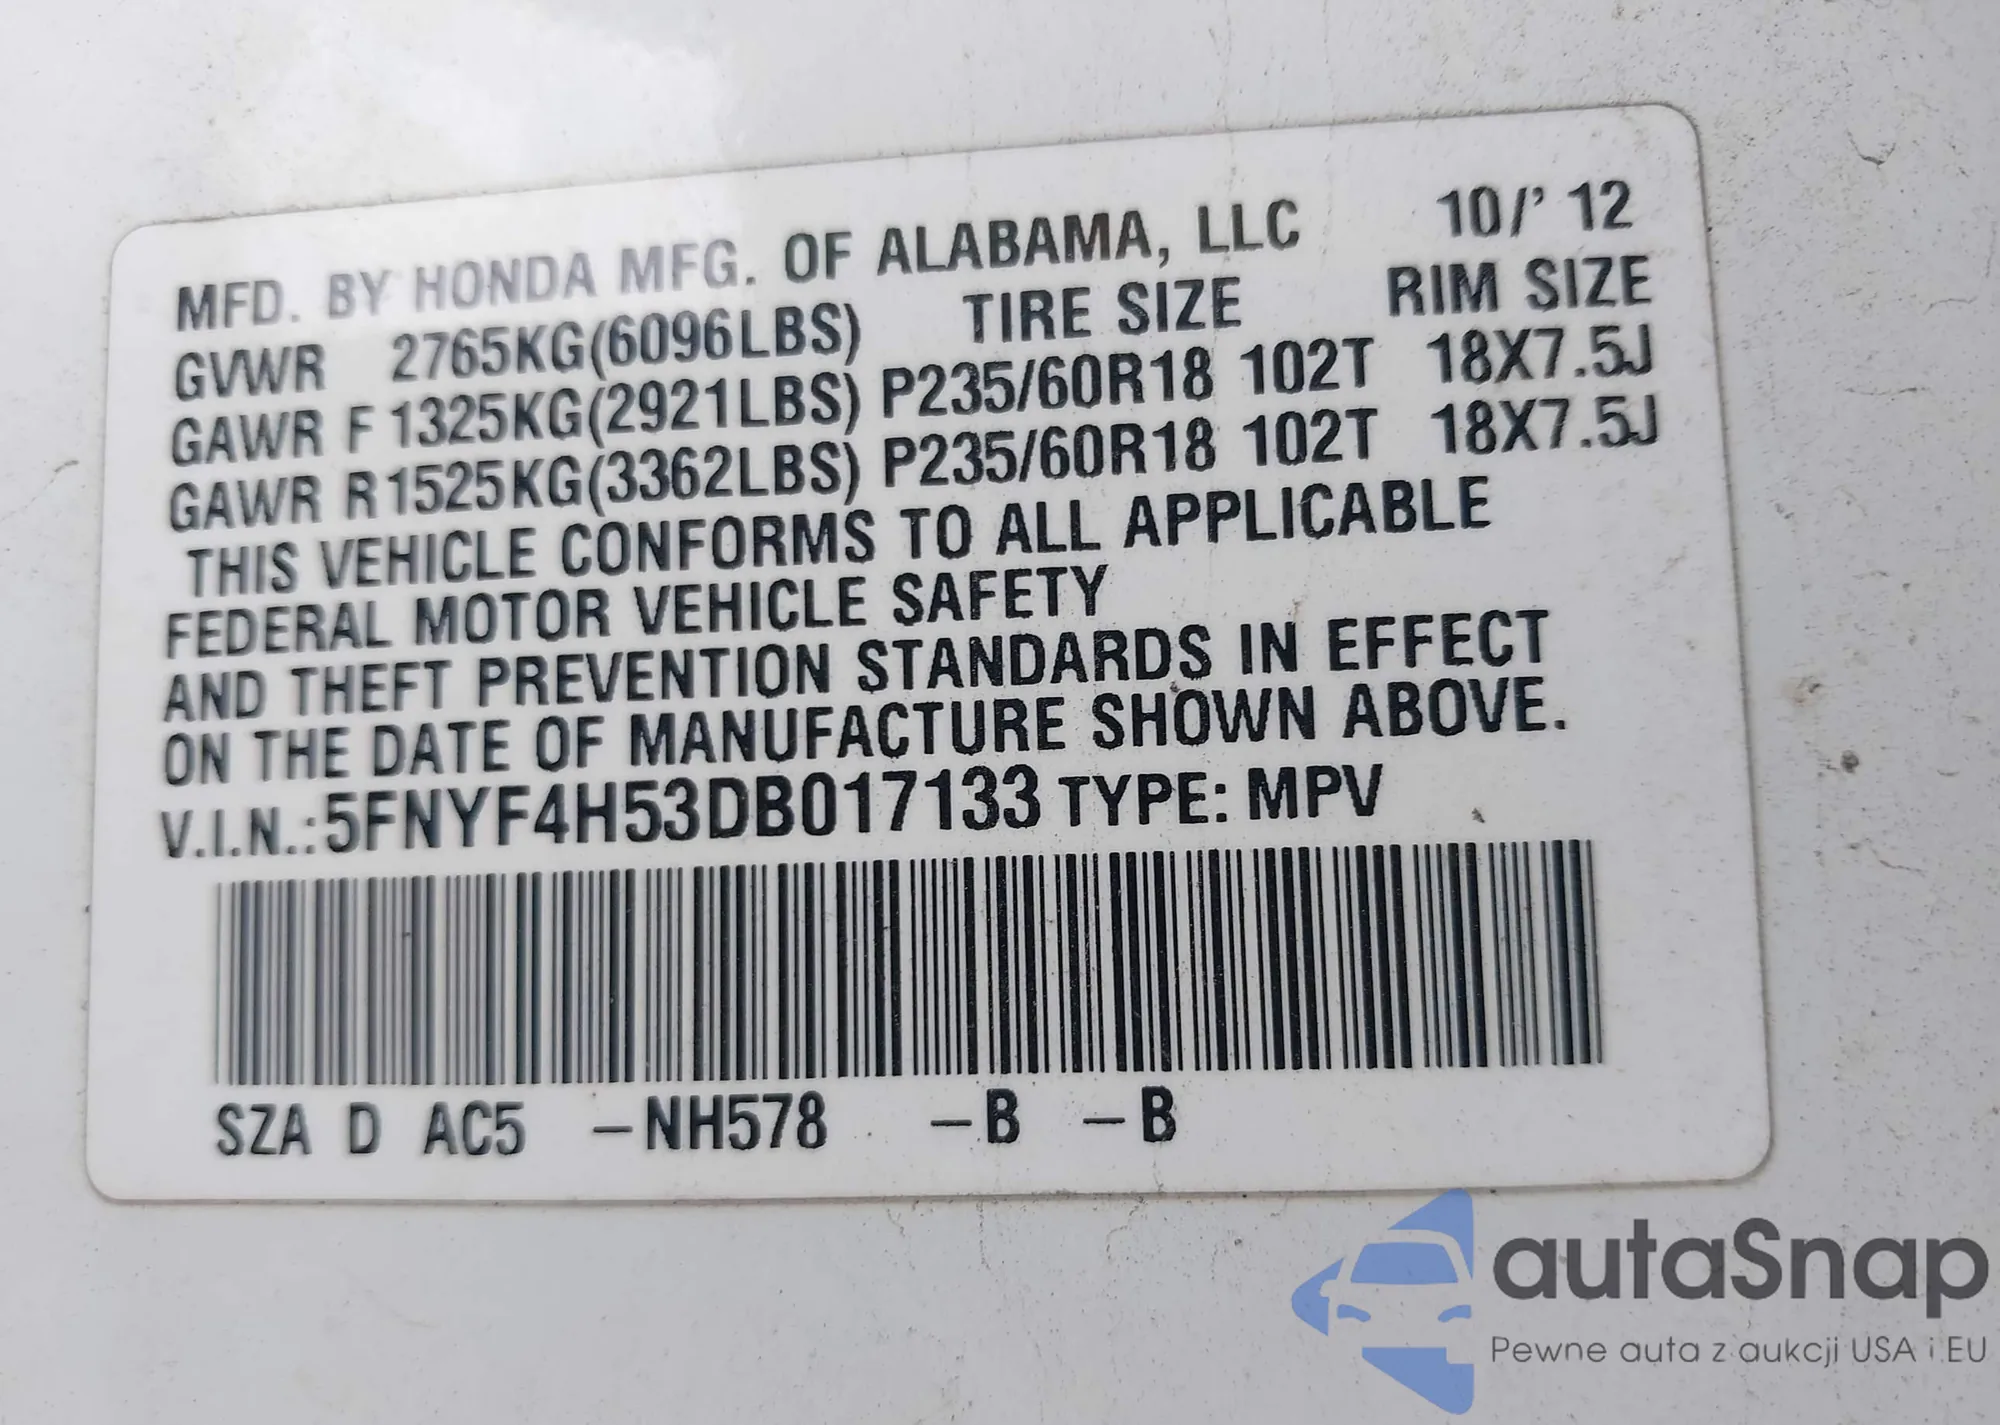 MFD. BY HONDA MFG. OF ALABAMA, LLC 10/' 12
GVWR 2765KG(6096LBS) TIRE SIZE RIM SIZE
GAWR F 1325KG(2921LBS) P235/60R18 102T 18X7.5J
GAWR R 1525KG(3362LBS) P235/60R18 102T 18X7.5J
THIS VEHICLE CONFORMS TO ALL APPLICABLE
FEDERAL MOTOR VEHICLE SAFETY
AND THEFT PREVENTION STANDARDS IN EFFECT
ON THE DATE OF MANUFACTURE SHOWN ABOVE.
V.I.N.:5FNYF4H53DB017133 TYPE: MPV
SZA D AC5 –NH578 –B –B
autaSnap
Pewne auta z aukcji USA i EU